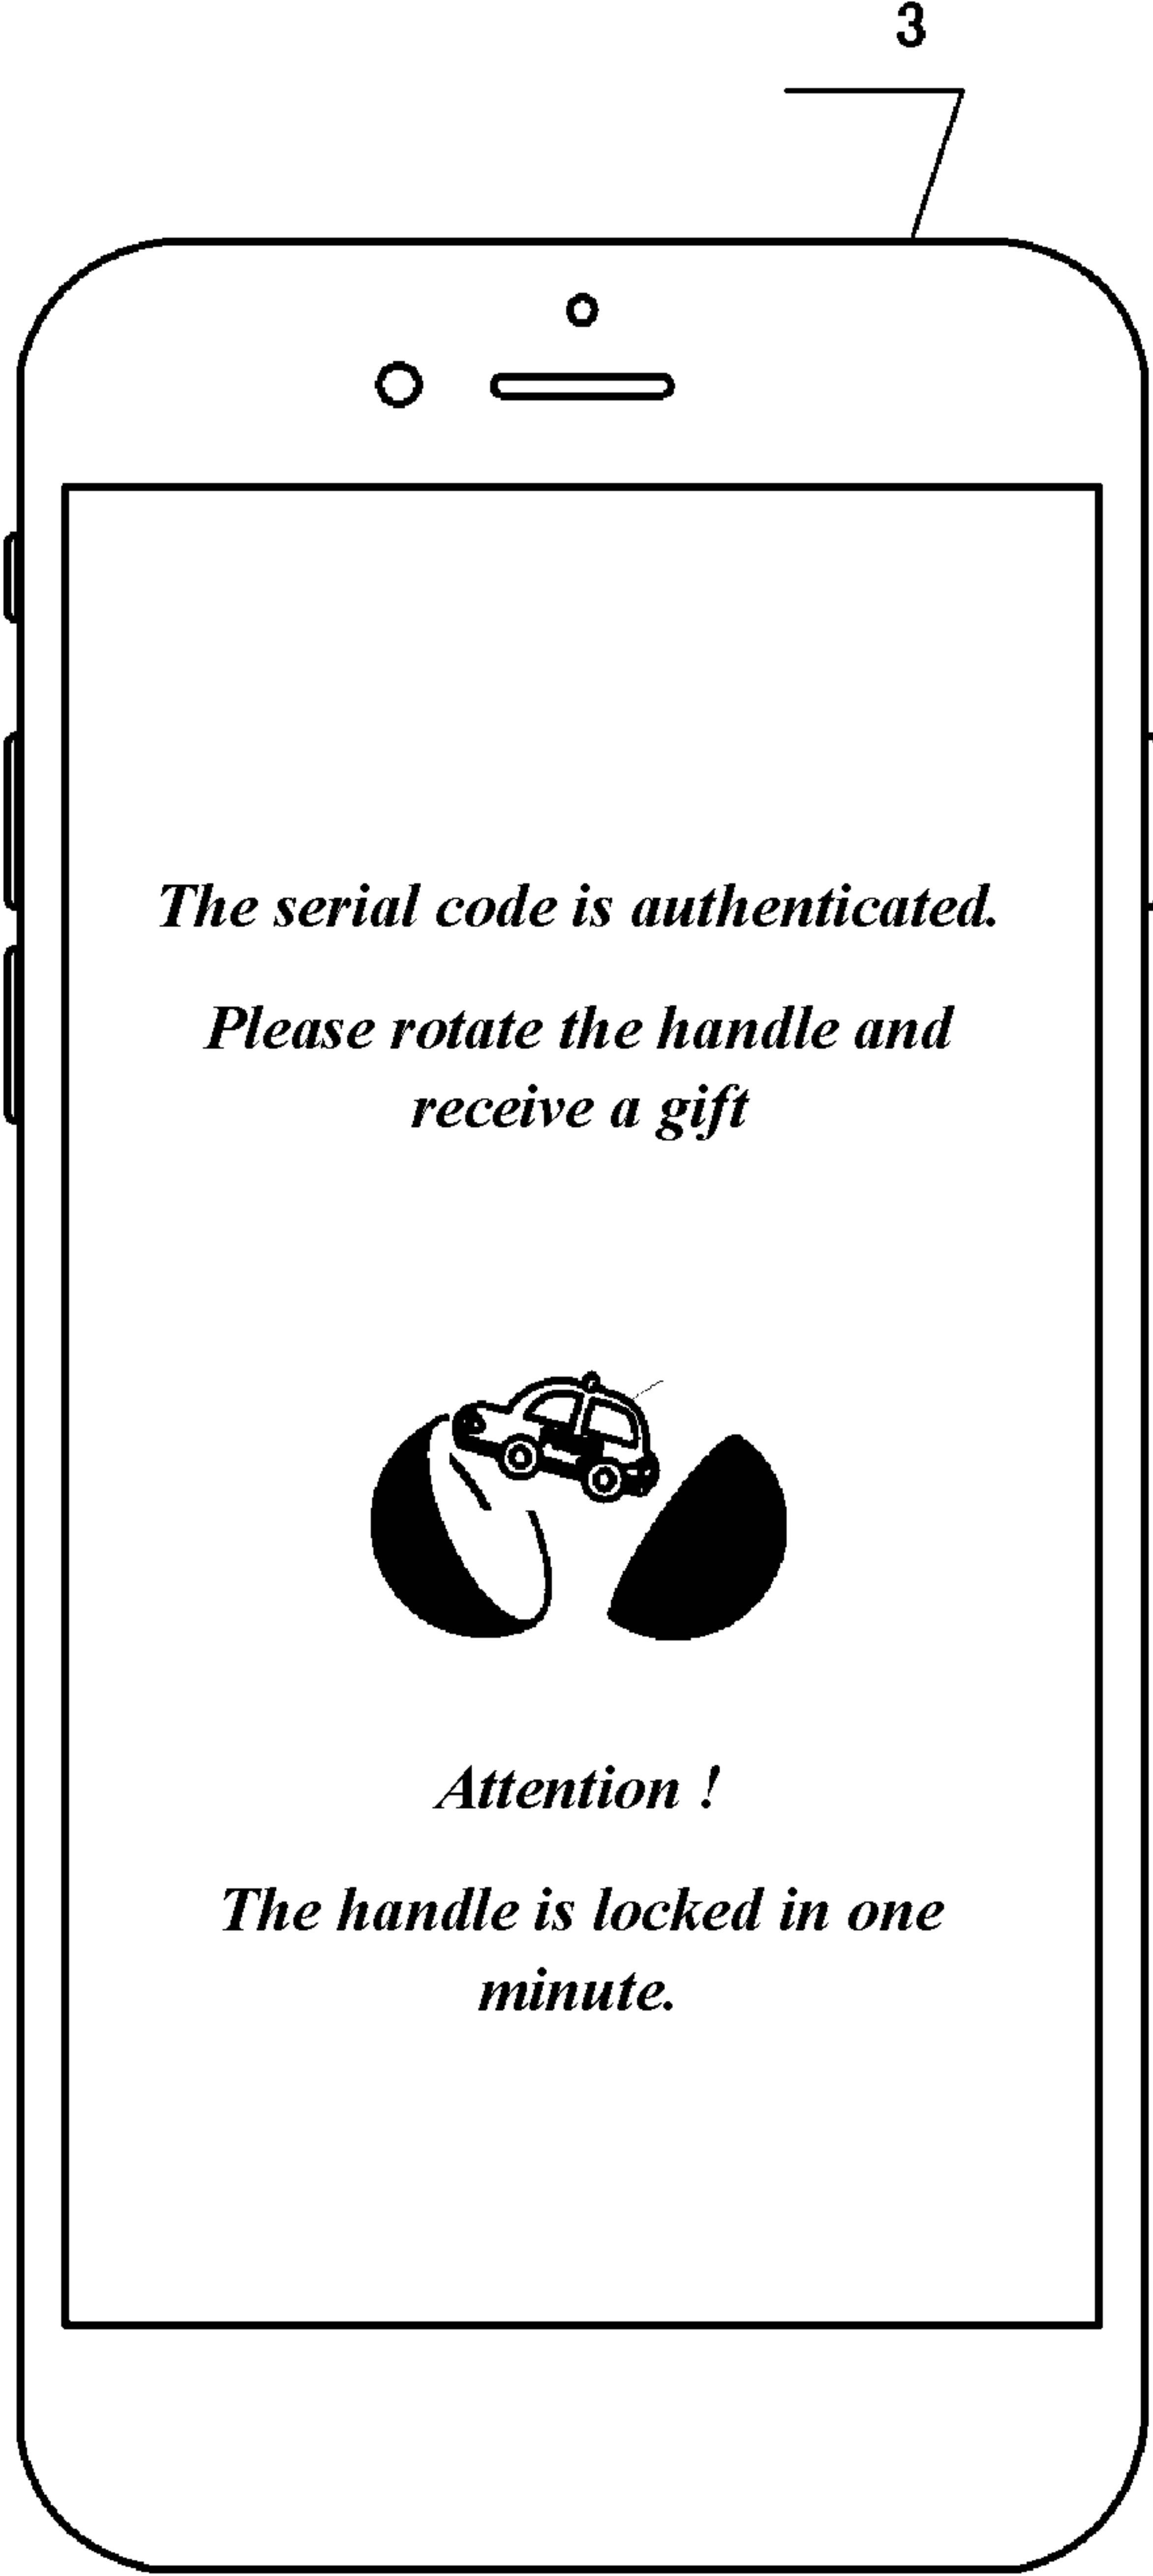 3
The serial code is authenticated.
Please rotate the handle and
receive a gift
Attention !
The handle is locked in one
minute.